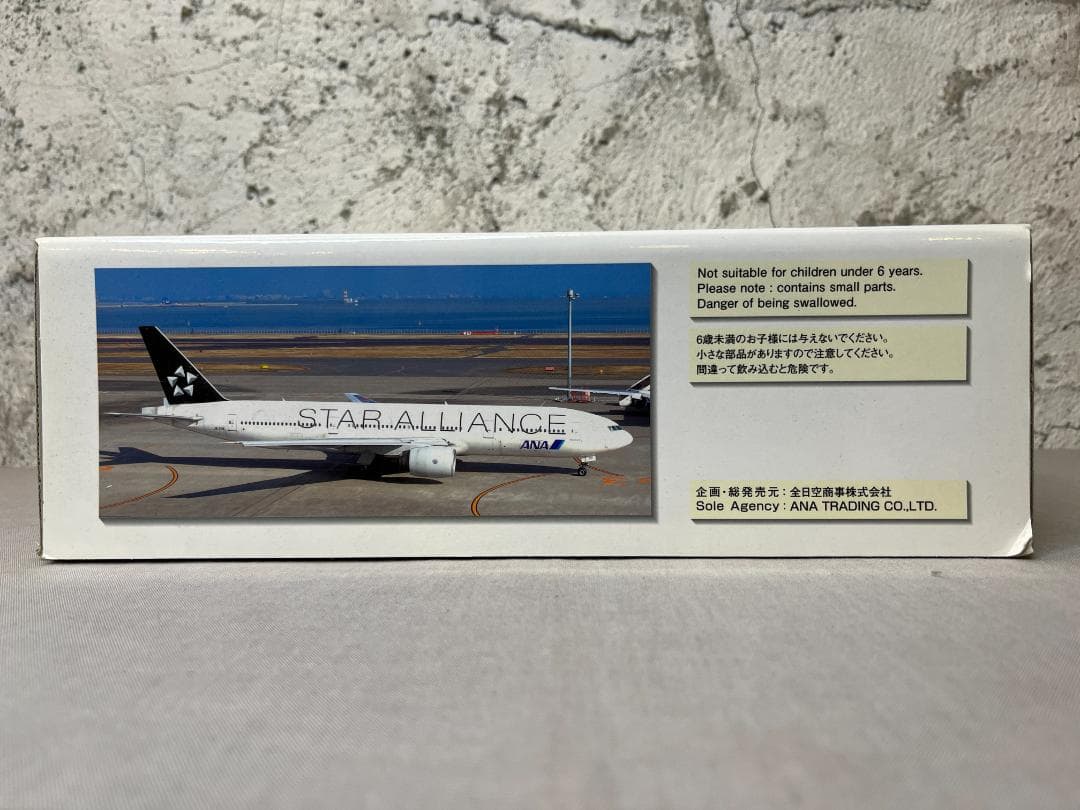 STAR ALLIANCE
ANA
Not suitable for children under 6 years.
Please note : contains small parts.
Danger of being swallowed.
6歳未満のお子様には与えないでください。
小さな部品がありますので注意してください。
間違って飲み込むと危険です。
企画・総発売元：全日空商事株式会社
Sole Agency : ANA TRADING CO.,LTD.